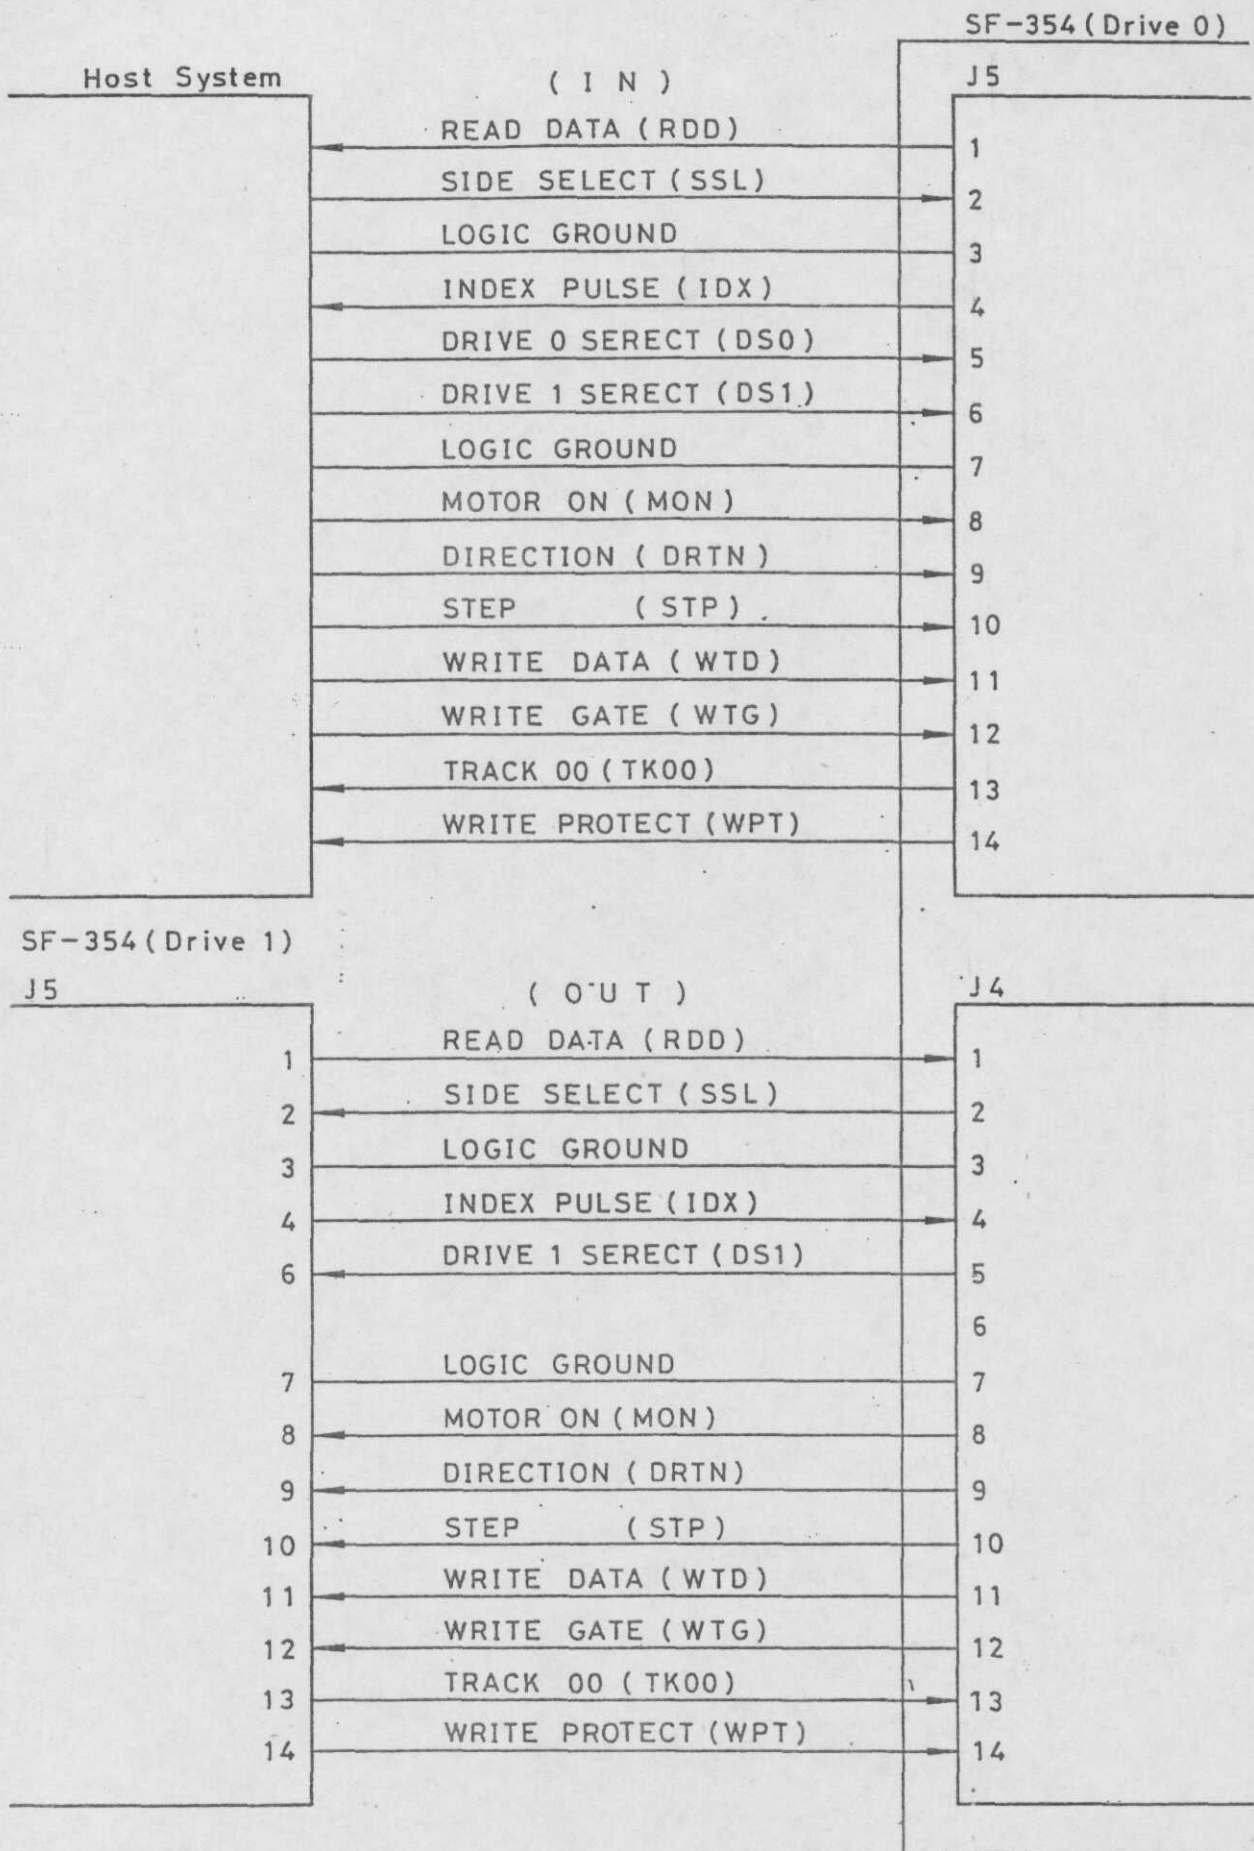 SF-354 (Drive 0)
Host System ( I N ) J5
READ DATA (RDD) 1
SIDE SELECT (SSL) 2
LOGIC GROUND 3
INDEX PULSE (IDX) 4
DRIVE 0 SERECT (DS0) 5
DRIVE 1 SERECT (DS1) 6
LOGIC GROUND 7
MOTOR ON (MON) 8
DIRECTION (DRTN) 9
STEP (STP) 10
WRITE DATA (WTD) 11
WRITE GATE (WTG) 12
TRACK 00 (TK00) 13
WRITE PROTECT (WPT) 14
SF-354 (Drive 1)
J5 ( O U T ) J4
1 READ DATA (RDD) 1
2 SIDE SELECT (SSL) 2
3 LOGIC GROUND 3
4 INDEX PULSE (IDX) 4
6 DRIVE 1 SERECT (DS1) 5
6
7 LOGIC GROUND 7
8 MOTOR ON (MON) 8
9 DIRECTION (DRTN) 9
10 STEP (STP) 10
11 WRITE DATA (WTD) 11
12 WRITE GATE (WTG) 12
13 TRACK 00 (TK00) 13
14 WRITE PROTECT (WPT) 14